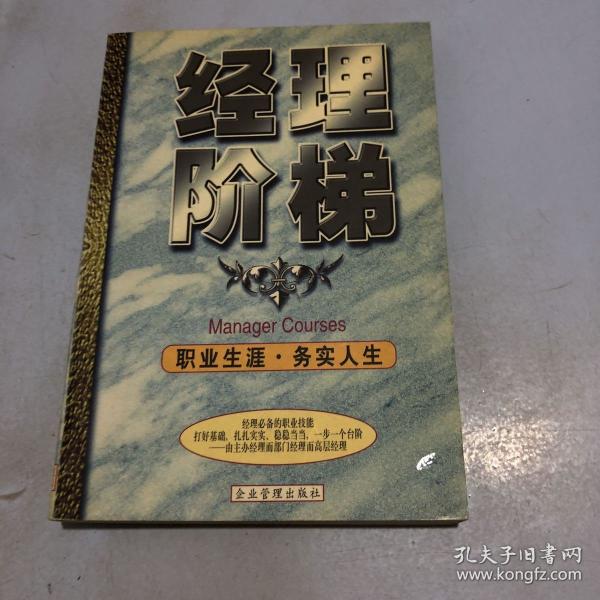 经理
阶梯
Manager Courses
职业生涯·务实人生
经理必备的职业技能
打好基础，扎扎实实、稳稳当当，一步一个台阶
——由主办经理而部门经理而高层经理
企业管理出版社
孔夫子旧书网
www.kongfz.com